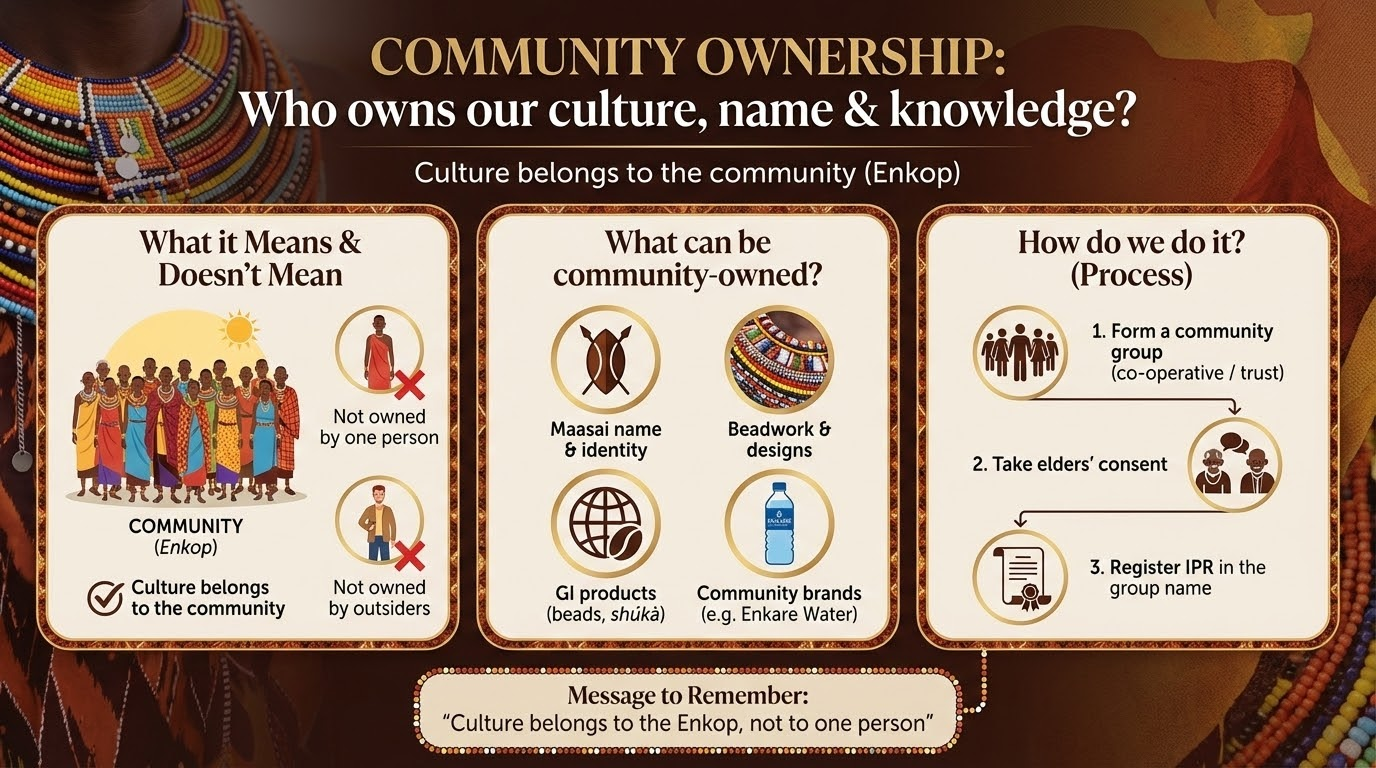 COMMUNITY OWNERSHIP:
Who owns our culture, name & knowledge?
Culture belongs to the community (Enkop)
What it Means &
Doesn't Mean
Not owned
by one person
COMMUNITY
(Enkop)
Culture belongs
to the community
Not owned
by outsiders
What can be
community-owned?
Maasai name
& identity
Beadwork &
designs
GI products
(beads, shúkà)
Community brands
(e.g. Enkare Water)
How do we do it?
(Process)
1. Form a community
group
(co-operative / trust)
2. Take elders' consent
3. Register IPR in the
group name
Message to Remember:
"Culture belongs to the Enkop, not to one person"